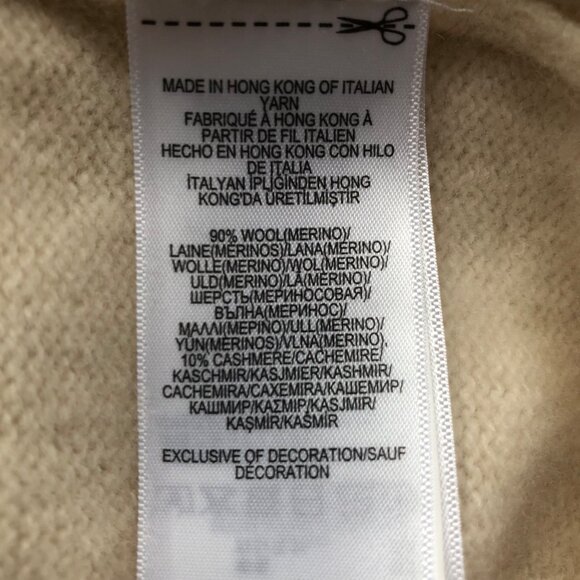 MADE IN HONG KONG OF ITALIAN
YARN
FABRIQUÉ À HONG KONG À
PARTIR DE FIL ITALIEN
HECHO EN HONG KONG CON HILO
DE ITALIA
İTALYAN İPLİĞİNDEN HONG
KONG'DA ÜRETİLMİŞTİR
90% WOOL(MERINO)/
LAINE(MÉRINOS)/LANA(MERINO)/
WOLLE(MERINO)/WOL(MERINO)/
ULD(MERINO)/LÃ(MERINO)/
ШЕРСТЬ(МЕРИНОСОВАЯ)/
ВЪЛНА(МЕРИНОС)/
ΜΑΛΛΙ(ΜΕΡΙΝΟ)/ULL(MERINO)/
YÜN(MERİNOS)/VLNA(MERINO).
10% CASHMERE/CACHEMIRE/
KASCHMIR/KASJMIER/KASHMIR/
CACHEMIRA/CAXEMIRA/КАШЕМИР/
КАШМИР/ΚΑΣΜΙΡ/KASJMIR/
KAŞMİR/KAŠMÍR
EXCLUSIVE OF DECORATION/SAUF
DÉCORATION